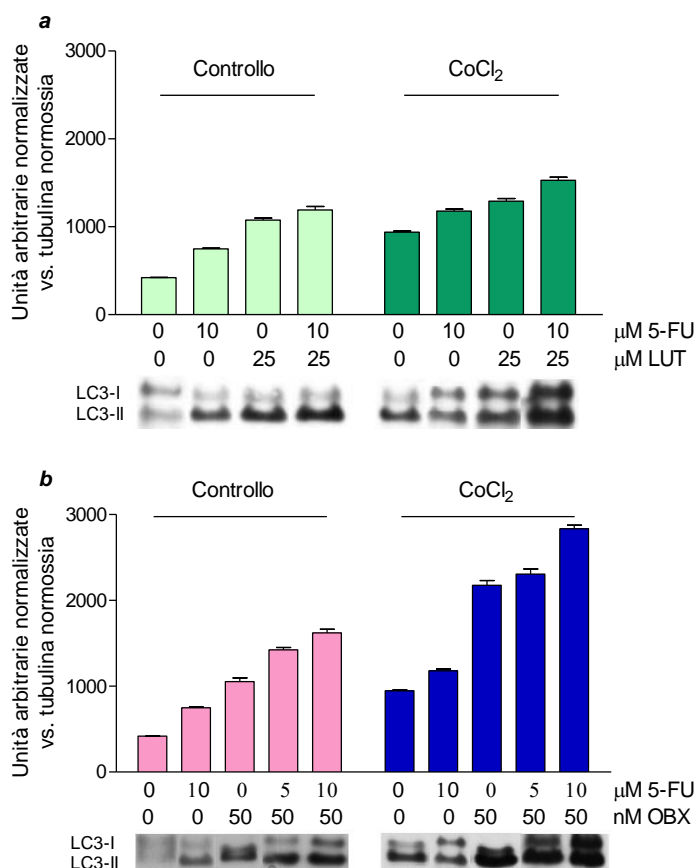 a
3000
Controllo CoCl2
2000
1000
0
Unità arbitrarie normalizzate
vs. tubulina normossia
0 10 0 10 0 10 0 10 µM 5-FU
0 0 25 25 0 0 25 25 µM LUT
LC3-I
LC3-II
b
Controllo CoCl2
3000
2000
1000
0
Unità arbitrarie normalizzate
vs. tubulina normossia
0 10 0 5 10 0 10 0 5 10 µM 5-FU
0 0 50 50 50 0 0 50 50 50 nM OBX
LC3-I
LC3-II